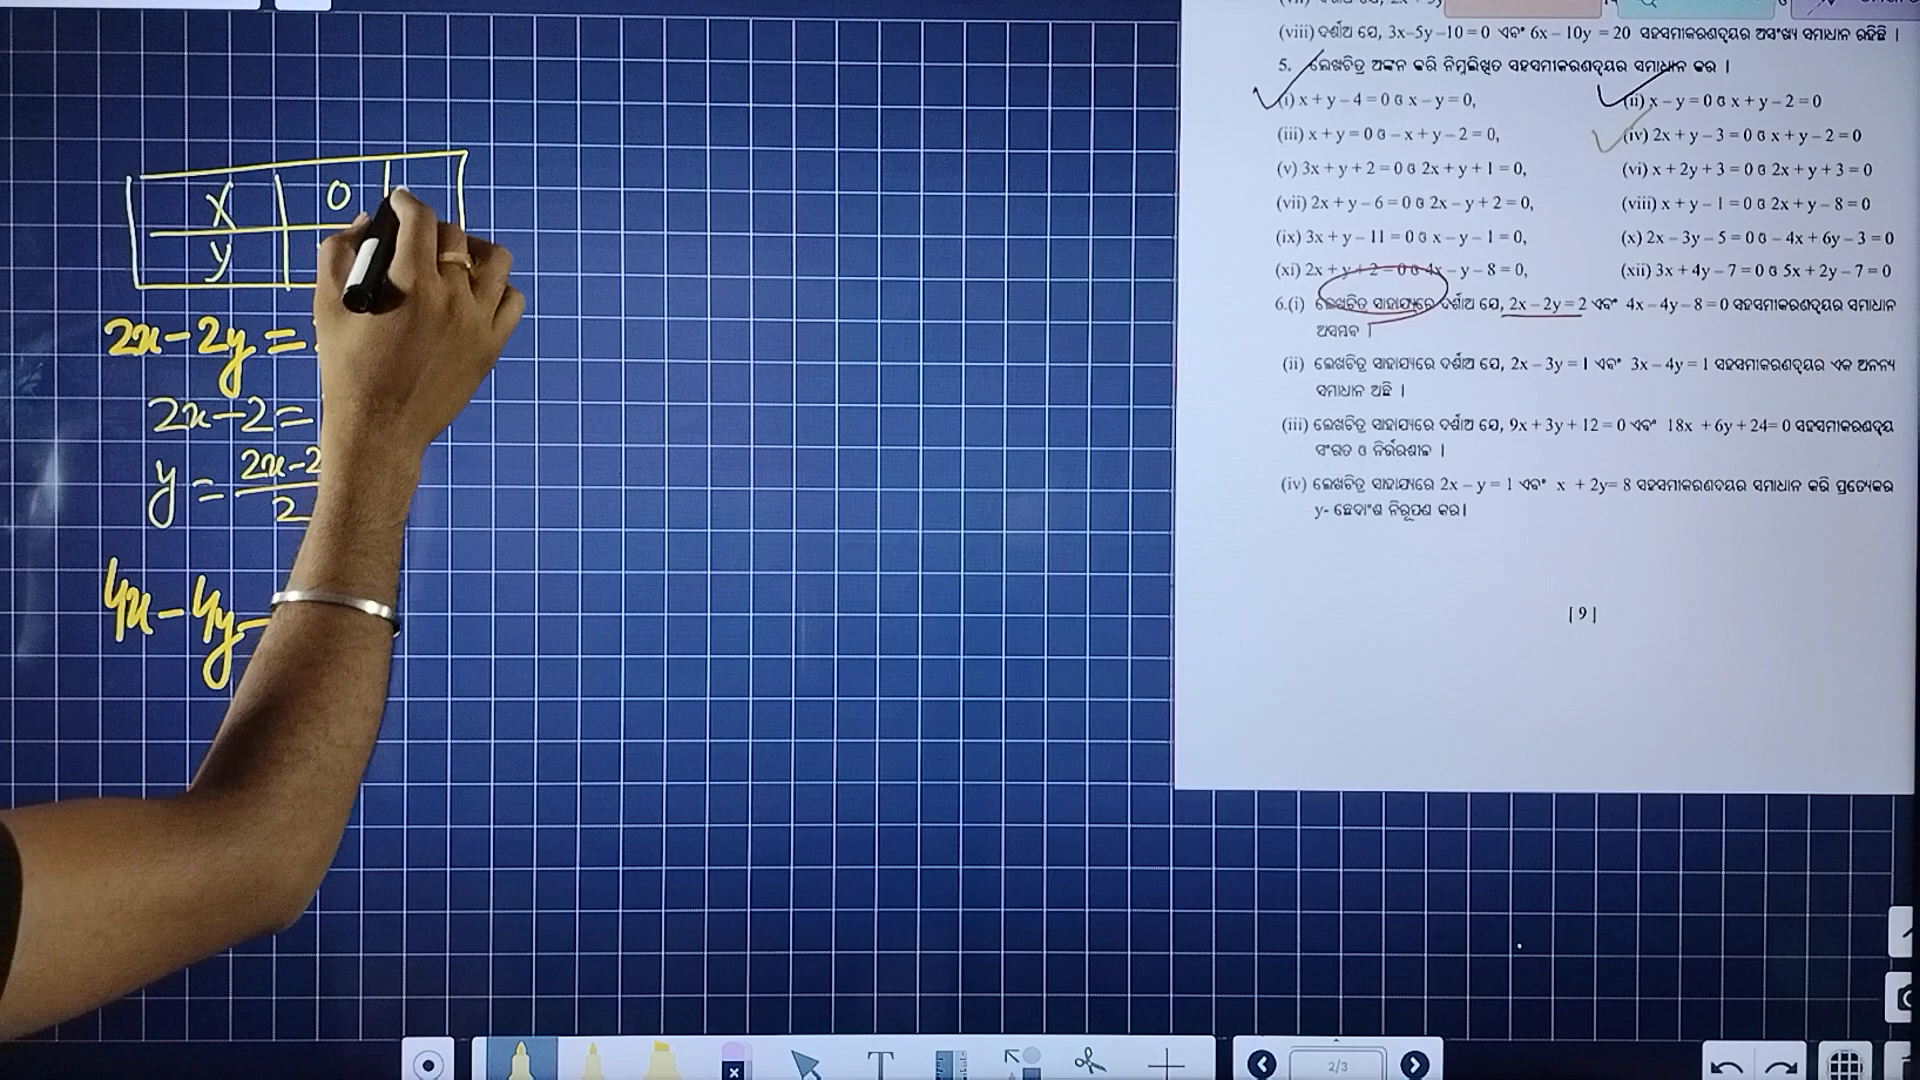 x 0
y
2x-2y=
2x-2=
y=2x-2/2
4x-4y-
(viii) ଦର୍ଶାଅ ଯେ, 3x–5y –10 = 0 ଏବଂ 6x – 10y = 20 ସହସମୀକରଣଦ୍ୱୟର ଅସଂଖ୍ୟ ସମାଧାନ ରହିଛି ।
5. ଲେଖଚିତ୍ର ଅଙ୍କନ କରି ନିମ୍ନଲିଖିତ ସହସମୀକରଣଦ୍ୱୟର ସମାଧାନ କର ।
(i) x + y – 4 = 0 ଓ x – y = 0, (ii) x – y = 0 ଓ x + y – 2 = 0
(iii) x + y = 0 ଓ – x + y – 2 = 0, (iv) 2x + y – 3 = 0 ଓ x + y – 2 = 0
(v) 3x + y + 2 = 0 ଓ 2x + y + 1 = 0, (vi) x + 2y + 3 = 0 ଓ 2x + y + 3 = 0
(vii) 2x + y – 6 = 0 ଓ 2x – y + 2 = 0, (viii) x + y – 1 = 0 ଓ 2x + y – 8 = 0
(ix) 3x + y – 11 = 0 ଓ x – y – 1 = 0, (x) 2x – 3y – 5 = 0 ଓ – 4x + 6y – 3 = 0
(xi) 2x + y + 2 = 0 ଓ 4x – y – 8 = 0, (xii) 3x + 4y – 7 = 0 ଓ 5x + 2y – 7 = 0
6.(i) ଲେଖଚିତ୍ର ସାହାଯ୍ୟରେ ଦର୍ଶାଅ ଯେ, 2x – 2y = 2 ଏବଂ 4x – 4y – 8 = 0 ସହସମୀକରଣଦ୍ୱୟର ସମାଧାନ
ଅସମ୍ଭବ ।
(ii) ଲେଖଚିତ୍ର ସାହାଯ୍ୟରେ ଦର୍ଶାଅ ଯେ, 2x – 3y = 1 ଏବଂ 3x – 4y = 1 ସହସମୀକରଣଦ୍ୱୟର ଏକ ଅନନ୍ୟ
ସମାଧାନ ଅଛି ।
(iii) ଲେଖଚିତ୍ର ସାହାଯ୍ୟରେ ଦର୍ଶାଅ ଯେ, 9x + 3y + 12 = 0 ଏବଂ 18x + 6y + 24= 0 ସହସମୀକରଣଦ୍ୱୟ
ସଂଗତ ଓ ନିର୍ଭରଶୀଳ ।
(iv) ଲେଖଚିତ୍ର ସାହାଯ୍ୟରେ 2x – y = 1 ଏବଂ x + 2y= 8 ସହସମୀକରଣଦ୍ୱୟର ସମାଧାନ କରି ପ୍ରତ୍ୟେକର
y- ଛେଦାଂଶ ନିରୂପଣ କର।
[ 9 ]
2/3